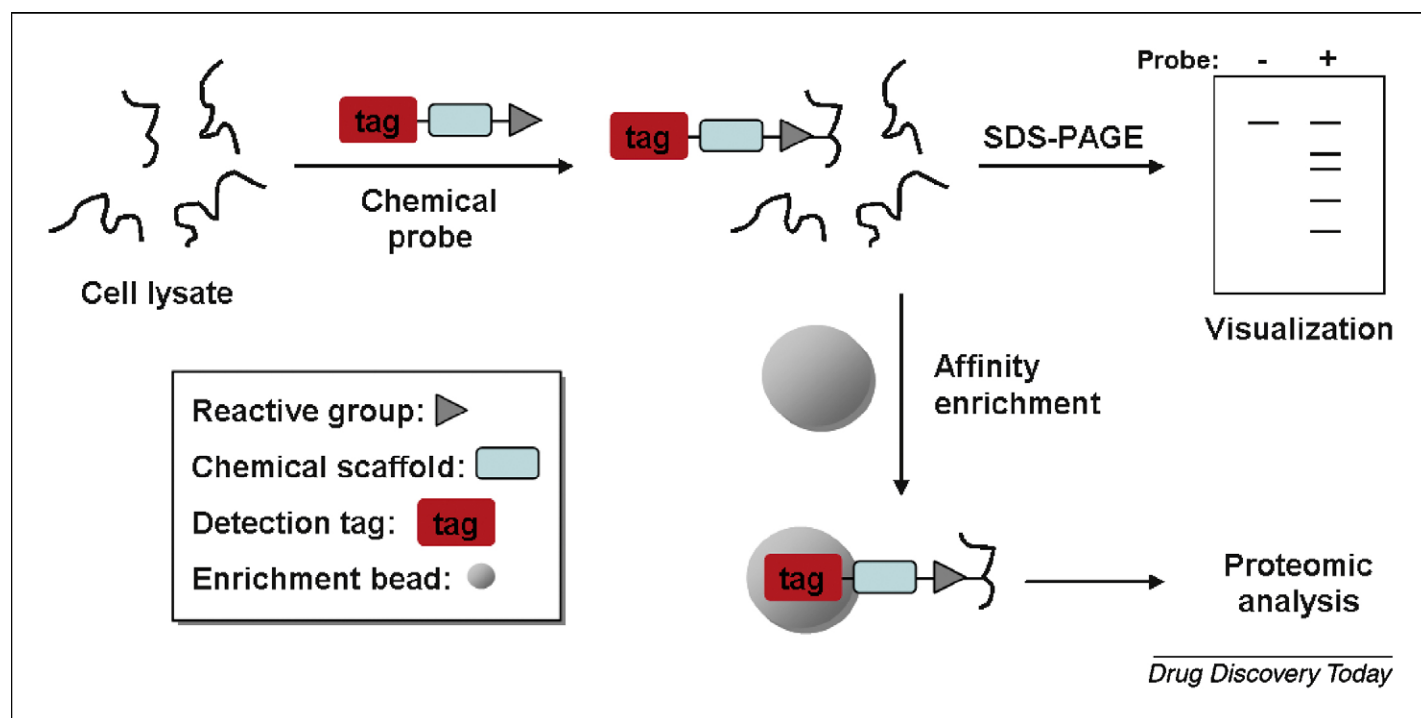 Probe: - +
tag
tag
SDS-PAGE
Chemical
probe
Cell lysate
Visualization
Affinity
enrichment
Reactive group:
Chemical scaffold:
Detection tag: tag
Enrichment bead:
tag
Proteomic
analysis
Drug Discovery Today